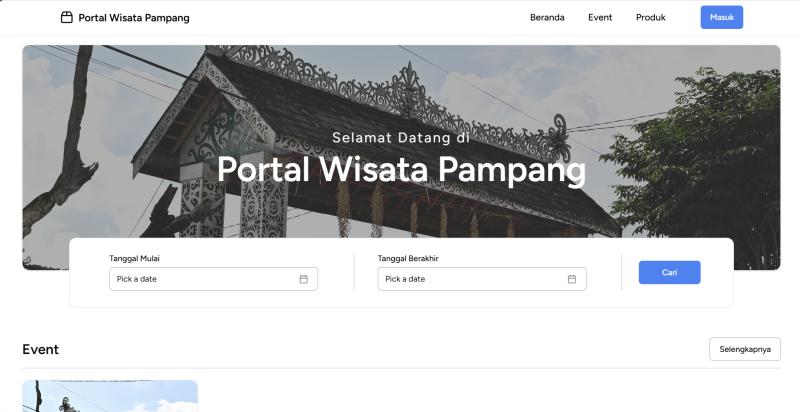 Portal Wisata Pampang
Beranda Event Produk Masuk
Selamat Datang di
Portal Wisata Pampang
Tanggal Mulai
Pick a date
Tanggal Berakhir
Pick a date
Cari
Event
Selengkapnya